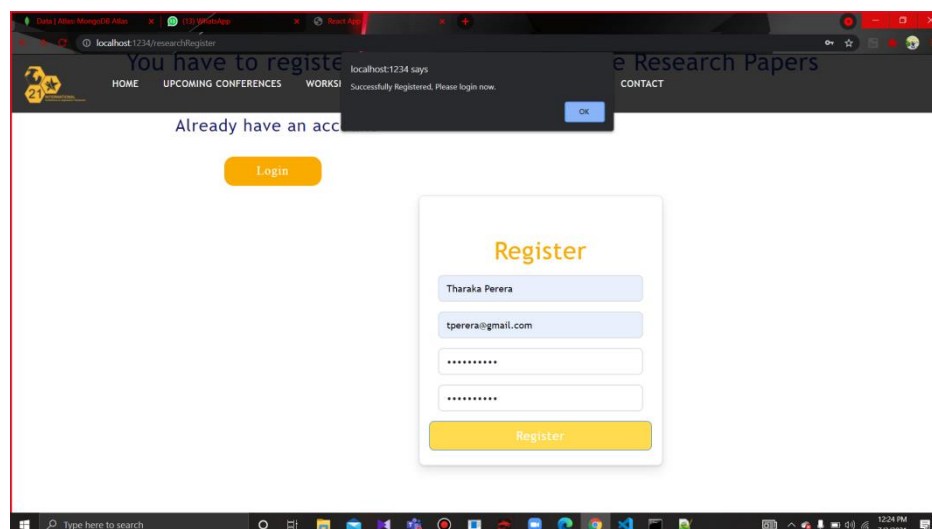 Data | Atlas: MongoDB Atlas
(13) WhatsApp
React App
localhost:1234/researchRegister
You have to registe
e Research Papers
localhost:1234 says
Successfully Registered, Please login now.
OK
21
HOME
UPCOMING CONFERENCES
WORKS
CONTACT
Already have an acc
Login
Register
Tharaka Perera
tperera@gmail.com
••••••••••
••••••••••
Register
Type here to search
12:24 PM